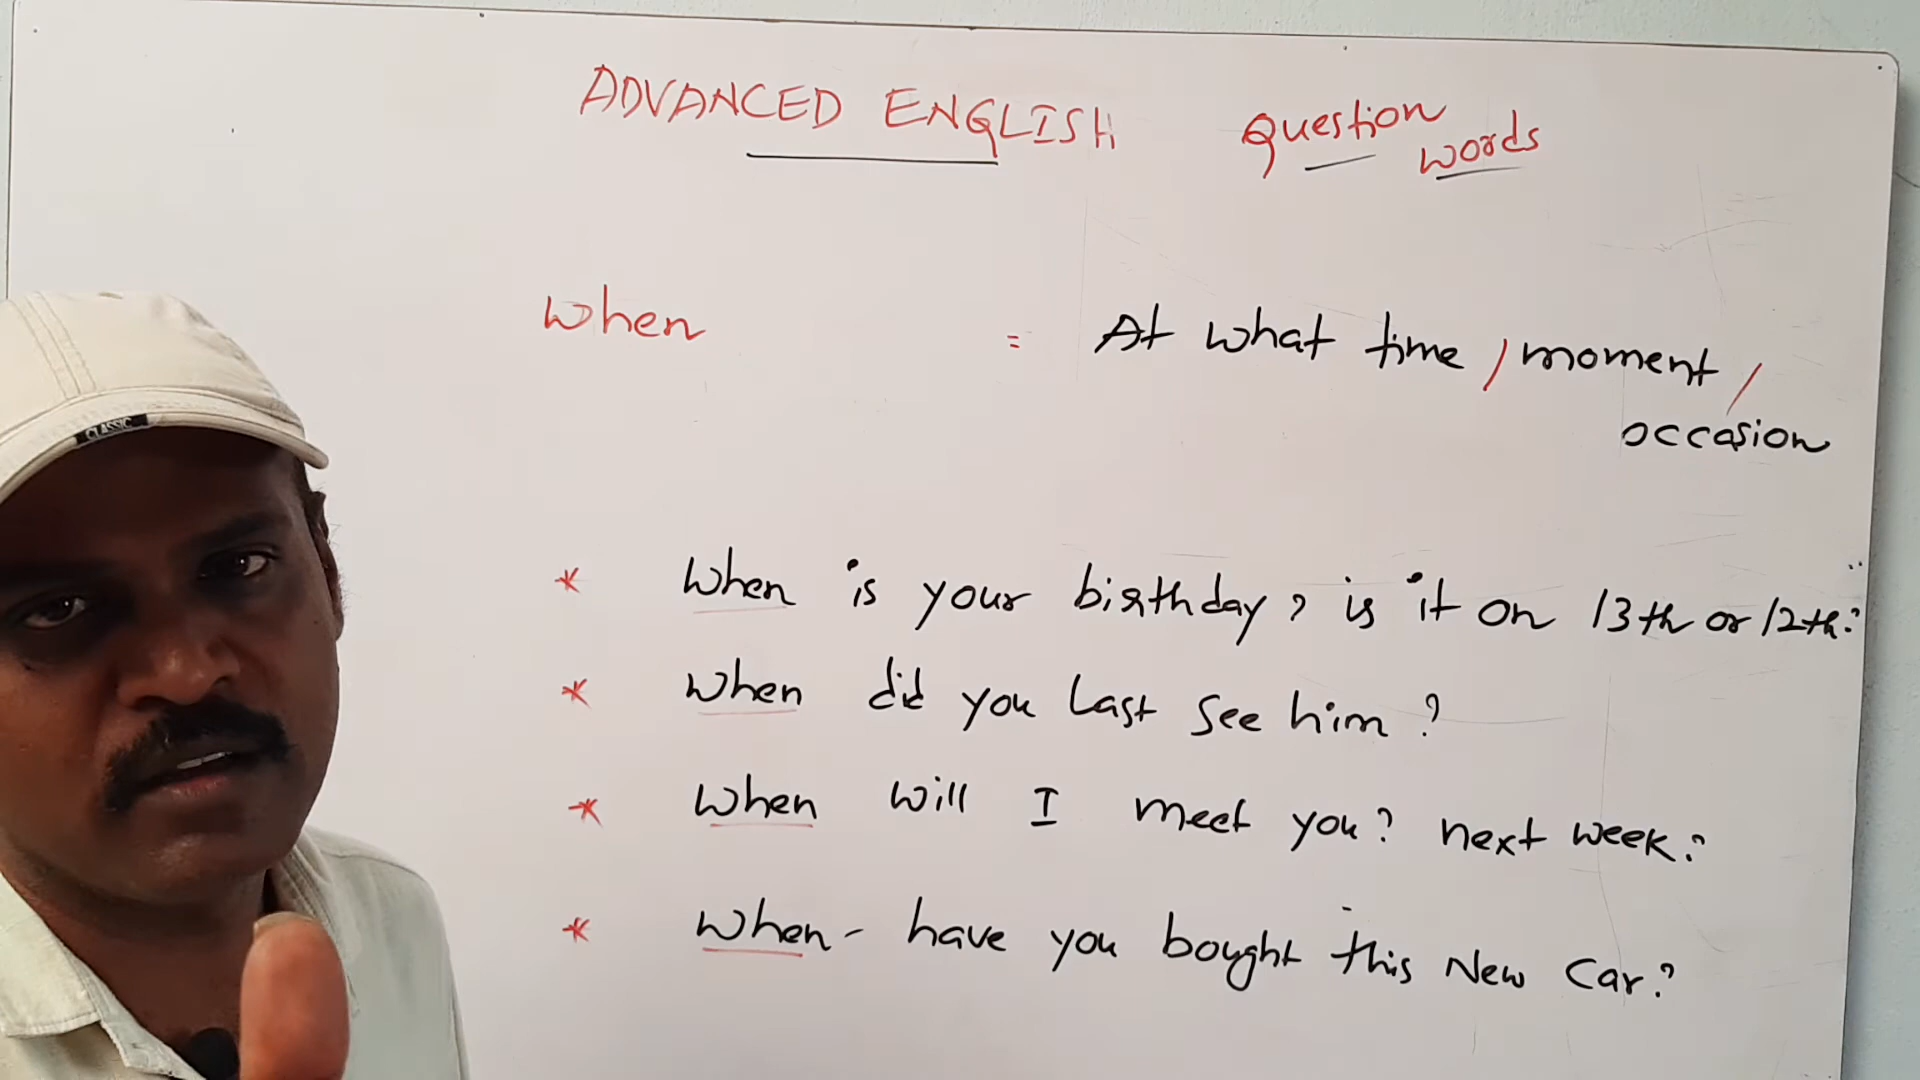 ADVANCED ENGLISH Question words
When = At what time / moment / occasion
* When is your birthday, is it on 13th or 12th?
* When did you last see him?
* When will I meet you? next week?
* When - have you bought this New Car?
CLASSIC